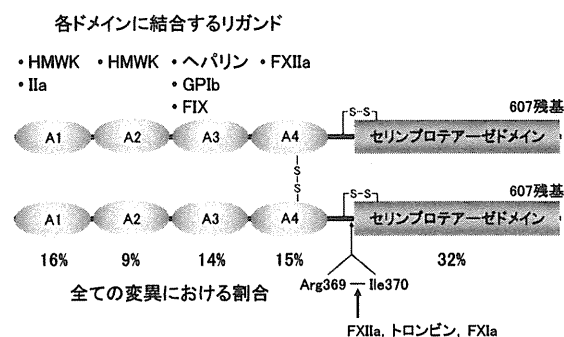 各ドメインに結合するリガンド
・HMWK ・HMWK ・ヘパリン ・FXIIa
・IIa ・GPIb
・FIX
607残基
S-S
A1 A2 A3 A4 セリンプロテアーゼドメイン
S
S
607残基
S-S
A1 A2 A3 A4 セリンプロテアーゼドメイン
16% 9% 14% 15% 32%
全ての変異における割合
Arg369 — Ile370
FXIIa, トロンビン, FXIa